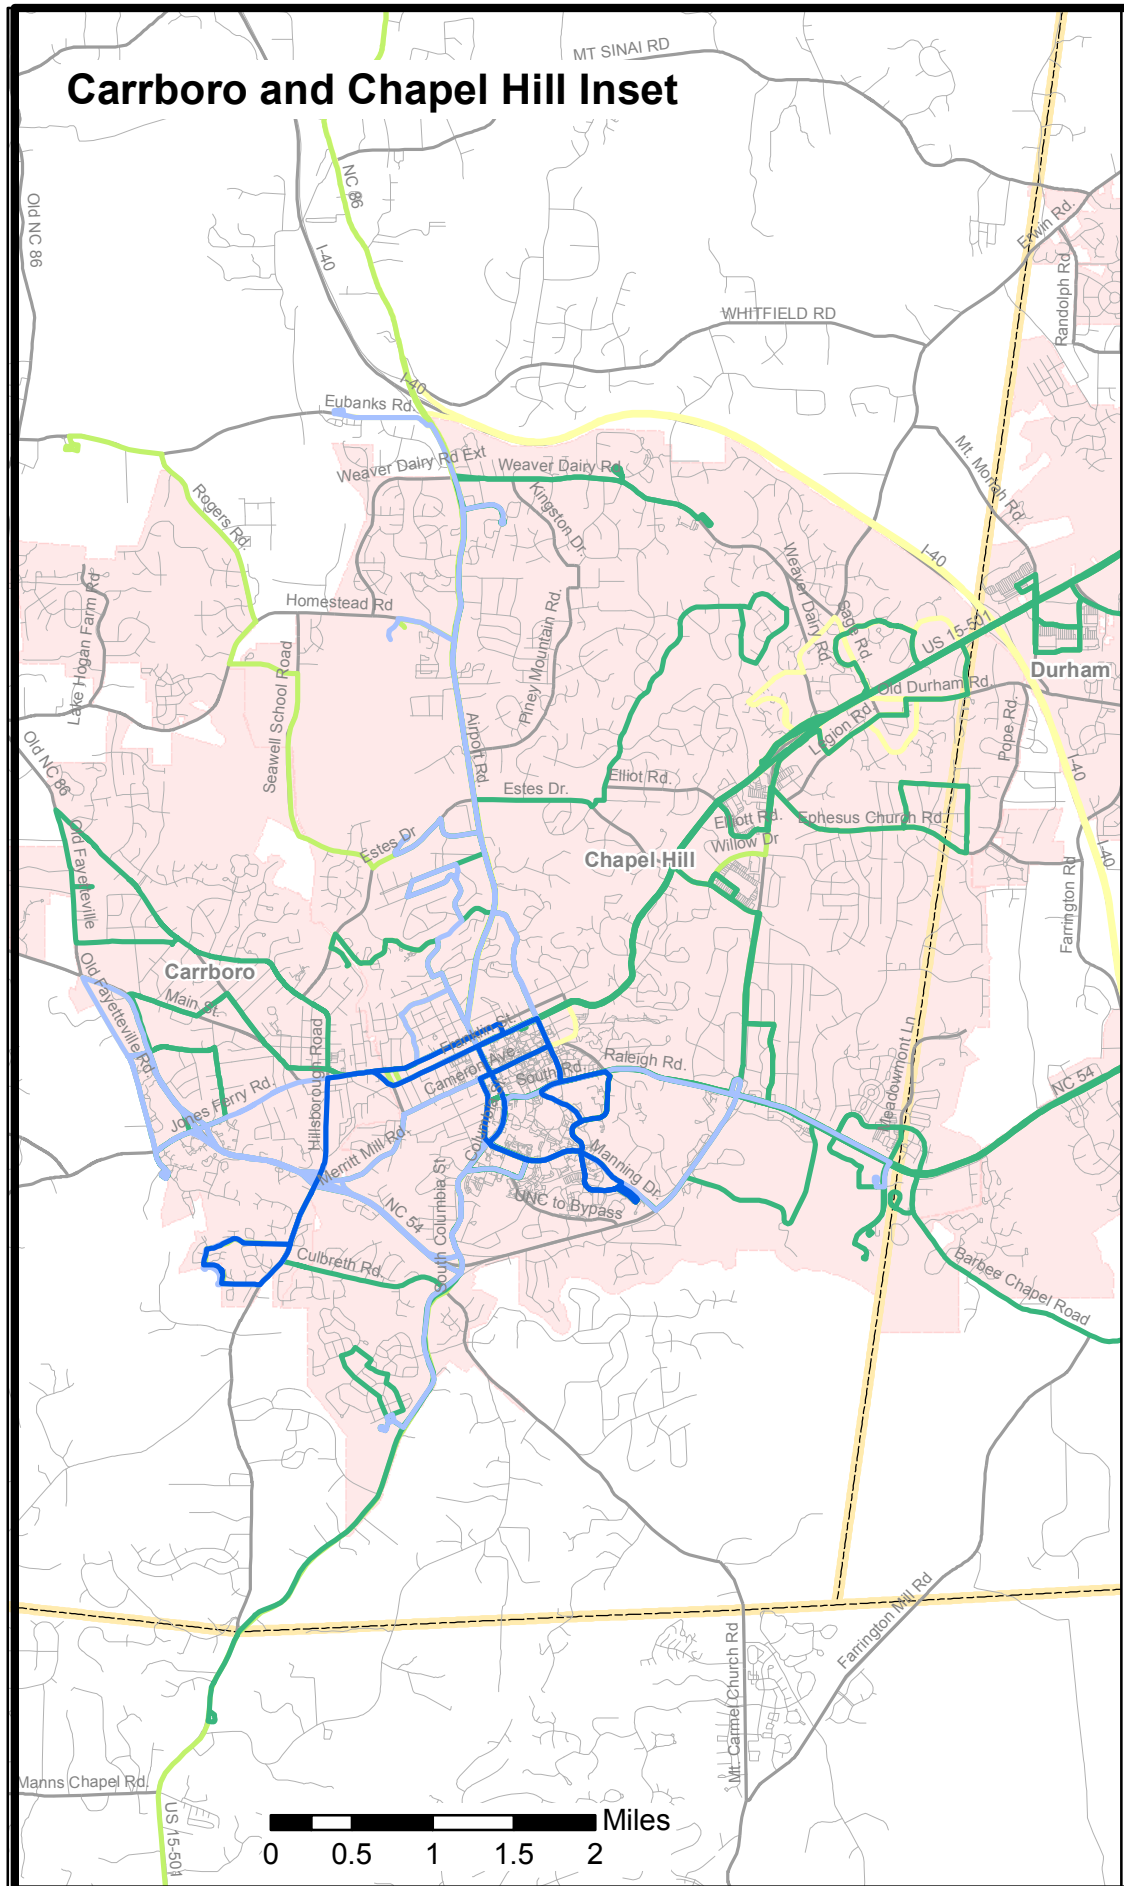 MT SINAI RD
Carrboro and Chapel Hill Inset
NC 86
Old NC 86
Erwin Rd.
I-40
Randolph Rd
WHITFIELD RD
I-40
Eubanks Rd.
Weaver Dairy Rd Ext
Weaver Dairy Rd
Mt. Moriah Rd.
Kingston Dr.
Rogers Rd.
I-40
Weaver Dairy Rd.
Lake Hogan Farm Rd
Homestead Rd
Sage Rd.
US 15-501
Piney Mountain Rd.
Seawell School Road
Durham
Old Durham Rd.
Pope Rd.
Legion Rd.
Airport Rd.
Old NC 86
I-40
Elliot Rd.
Estes Dr.
Elliott Rd.
Ephesus Church Rd.
Old Fayetteville
Estes Dr
Willow Dr
Chapel Hill
I-40
Farrington Rd
Carrboro
Old Fayetteville Rd
Main St.
Franklin St.
Hillsborough Road
Cameron Ave.
Raleigh Rd.
South Rd.
Meadowmont Ln
NC 54
Jones Ferry Rd.
Columbia St.
Merritt Mill Rd.
Manning Dr.
South Columbia St
UNC to Bypass
NC 54
Culbreth Rd.
Barbee Chapel Road
Farrington Mill Rd
Mt. Carmel Church Rd
Manns Chapel Rd.
US 15-501
Miles
0 0.5 1 1.5 2